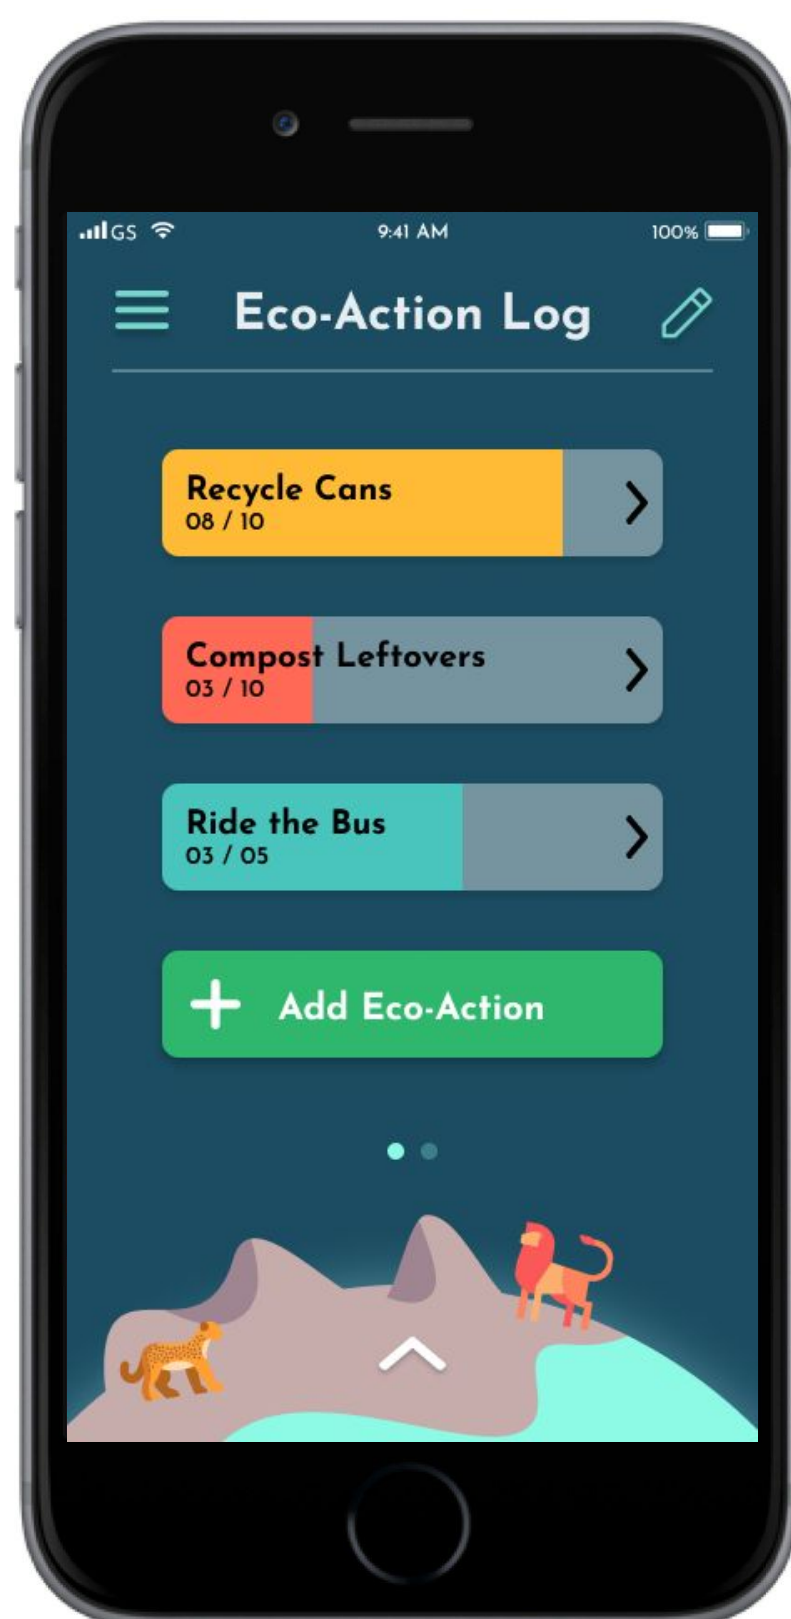 GS
9:41 AM
100%
Eco-Action Log
Recycle Cans
08 / 10
Compost Leftovers
03 / 10
Ride the Bus
03 / 05
Add Eco-Action